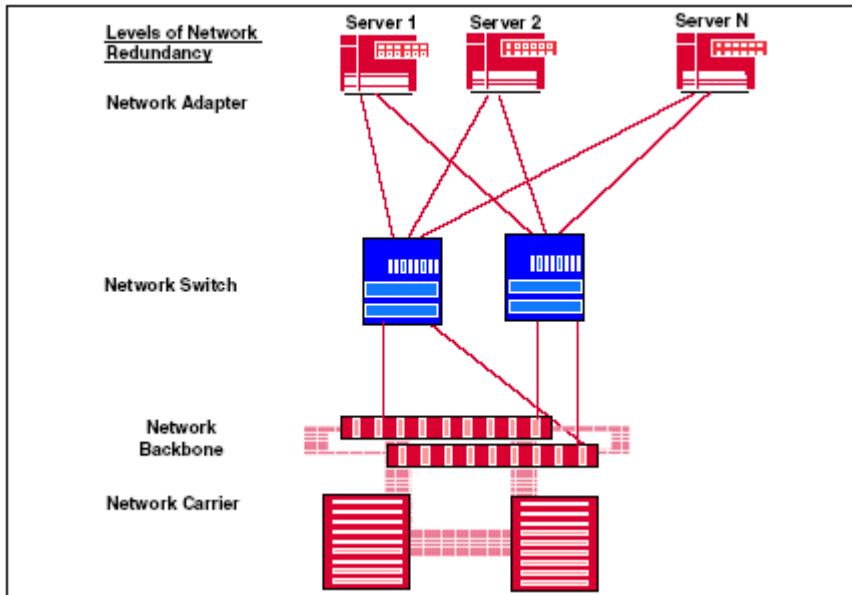 Levels of Network
Redundancy
Server 1
Server 2
Server N
Network Adapter
Network Switch
Network
Backbone
Network Carrier